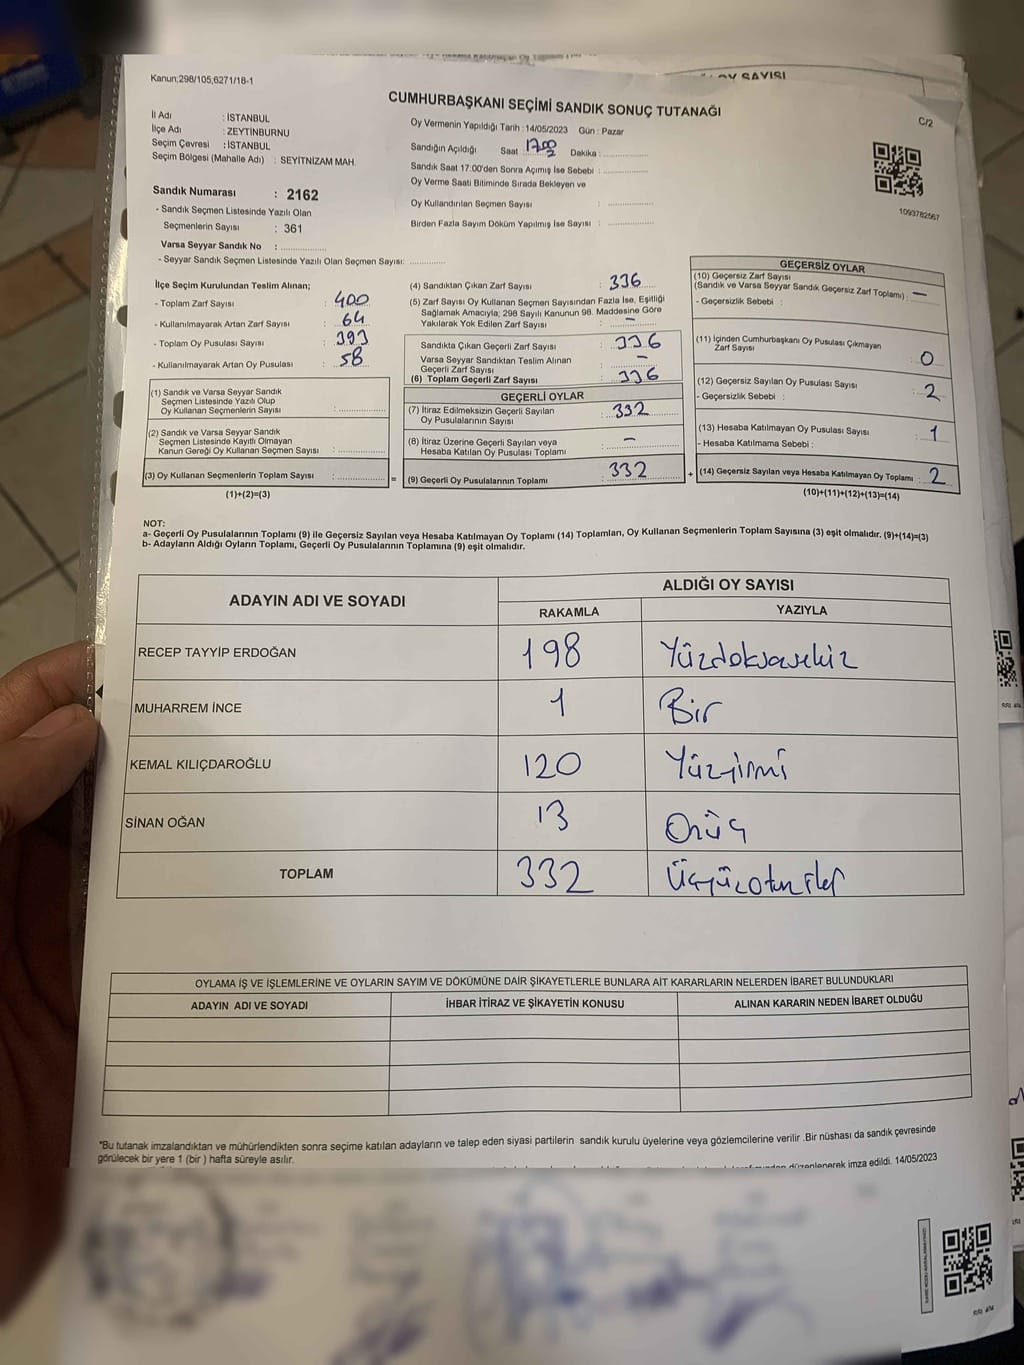 OY SAYISI
Kanun;298/105,6271/18-1
CUMHURBAŞKANI SEÇİMİ SANDIK SONUÇ TUTANAĞI
C/2
İl Adı : İSTANBUL
İlçe Adı : ZEYTİNBURNU
Seçim Çevresi : İSTANBUL
Seçim Bölgesi (Mahalle Adı) : SEYİTNİZAM MAH.
Oy Vermenin Yapıldığı Tarih : 14/05/2023 Gün : Pazar
Sandığın Açıldığı Saat 1700 Dakika :
Sandık Saat 17:00'den Sonra Açımış İse Sebebi :
Oy Verme Saati Bitiminde Sırada Bekleyen ve
Oy Kullandırılan Seçmen Sayısı :
Birden Fazla Sayım Döküm Yapılmış İse Sayısı :
1093782567
Sandık Numarası : 2162
- Sandık Seçmen Listesinde Yazılı Olan
Seçmenlerin Sayısı : 361
Varsa Seyyar Sandık No :
- Seyyar Sandık Seçmen Listesinde Yazılı Olan Seçmen Sayısı:
İlçe Seçim Kurulundan Teslim Alınan;
- Toplam Zarf Sayısı : 400
- Kullanılmayarak Artan Zarf Sayısı : 64
- Toplam Oy Pusulası Sayısı : 393
- Kullanılmayarak Artan Oy Pusulası : 58
(1) Sandık ve Varsa Seyyar Sandık
Seçmen Listesinde Yazılı Olup
Oy Kullanan Seçmenlerin Sayısı :
(2) Sandık ve Varsa Seyyar Sandık
Seçmen Listesinde Kayıtlı Olmayan
Kanun Gereği Oy Kullanan Seçmen Sayısı :
(3) Oy Kullanan Seçmenlerin Toplam Sayısı :
(1)+(2)=(3)
(4) Sandıktan Çıkan Zarf Sayısı : 336
(5) Zarf Sayısı Oy Kullanan Seçmen Sayısından Fazla İse, Eşitliği
Sağlamak Amacıyla; 298 Sayılı Kanunun 98. Maddesine Göre
Yakılarak Yok Edilen Zarf Sayısı : —
Sandıkta Çıkan Geçerli Zarf Sayısı : 336
Varsa Seyyar Sandıktan Teslim Alınan
Geçerli Zarf Sayısı : —
(6) Toplam Geçerli Zarf Sayısı : 336
GEÇERLİ OYLAR
(7) İtiraz Edilmeksizin Geçerli Sayılan
Oy Pusulalarının Sayısı : 332
(8) İtiraz Üzerine Geçerli Sayılan veya
Hesaba Katılan Oy Pusulası Toplamı —
(9) Geçerli Oy Pusulalarının Toplamı : 332
GEÇERSİZ OYLAR
(10) Geçersiz Zarf Sayısı
(Sandık ve Varsa Seyyar Sandık Geçersiz Zarf Toplamı) : —
- Geçersizlik Sebebi :
(11) İçinden Cumhurbaşkanı Oy Pusulası Çıkmayan
Zarf Sayısı : 0
(12) Geçersiz Sayılan Oy Pusulası Sayısı : 2
- Geçersizlik Sebebi :
(13) Hesaba Katılmayan Oy Pusulası Sayısı : 1
- Hesaba Katılmama Sebebi :
(14) Geçersiz Sayılan veya Hesaba Katılmayan Oy Toplamı : 2
(10)+(11)+(12)+(13)=(14)
NOT:
a- Geçerli Oy Pusulalarının Toplamı (9) ile Geçersiz Sayılan veya Hesaba Katılmayan Oy Toplamı (14) Toplamları, Oy Kullanan Seçmenlerin Toplam Sayısına (3) eşit olmalıdır. (9)+(14)=(3)
b- Adayların Aldığı Oyların Toplamı, Geçerli Oy Pusulalarının Toplamına (9) eşit olmalıdır.
ADAYIN ADI VE SOYADI
ALDIĞI OY SAYISI
RAKAMLA YAZIYLA
RECEP TAYYİP ERDOĞAN 198 Yüzdoksansekiz
MUHARREM İNCE 1 Bir
KEMAL KILIÇDAROĞLU 120 Yüzyirmi
SİNAN OĞAN 13 Onüç
TOPLAM 332 Üçyüzotuziki
OYLAMA İŞ VE İŞLEMLERİNE VE OYLARIN SAYIM VE DÖKÜMÜNE DAİR ŞİKAYETLERLE BUNLARA AİT KARARLARIN NELERDEN İBARET BULUNDUKLARI
ADAYIN ADI VE SOYADI İHBAR İTİRAZ VE ŞİKAYETİN KONUSU ALINAN KARARIN NEDEN İBARET OLDUĞU
"Bu tutanak imzalandıktan ve mühürlendikten sonra seçime katılan adayların ve talep eden siyasi partilerin sandık kurulu üyelerine veya gözlemcilerine verilir .Bir nüshası da sandık çevresinde
görülecek bir yere 1 (bir ) hafta süreyle asılır.
düzenlenerek imza edildi. 14/05/2023